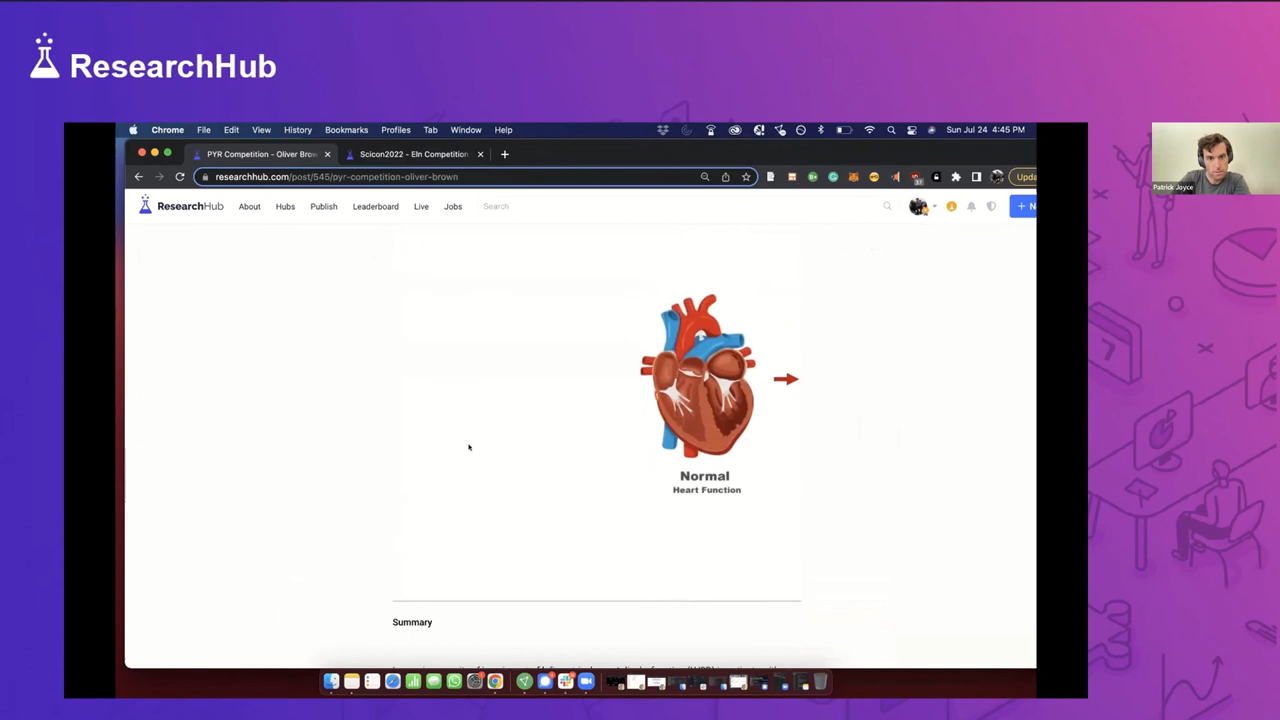 ResearchHub
Chrome File Edit View History Bookmarks Profiles Tab Window Help
Sun Jul 24 4:45 PM
PYR Competition - Oliver Brow
Scicon2022 - Eln Competition
researchhub.com/post/545/pyr-competition-oliver-brown
Upda
ResearchHub About Hubs Publish Leaderboard Live Jobs Search
+ N
Patrick Joyce
Normal
Heart Function
Summary